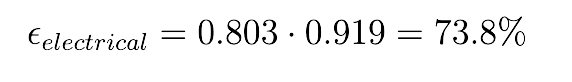 ϵ_electrical = 0.803 · 0.919 = 73.8%